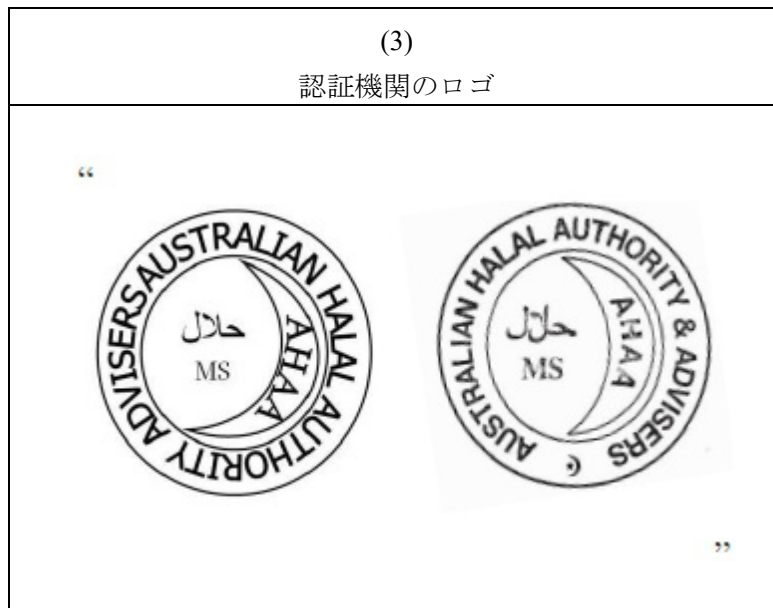 (3)
認証機関のロゴ
“
AUSTRALIAN HALAL AUTHORITY ADVISERS
حلال
MS
AHAA
AUSTRALIAN HALAL AUTHORITY & ADVISERS
حلال
MS
AHAA
”